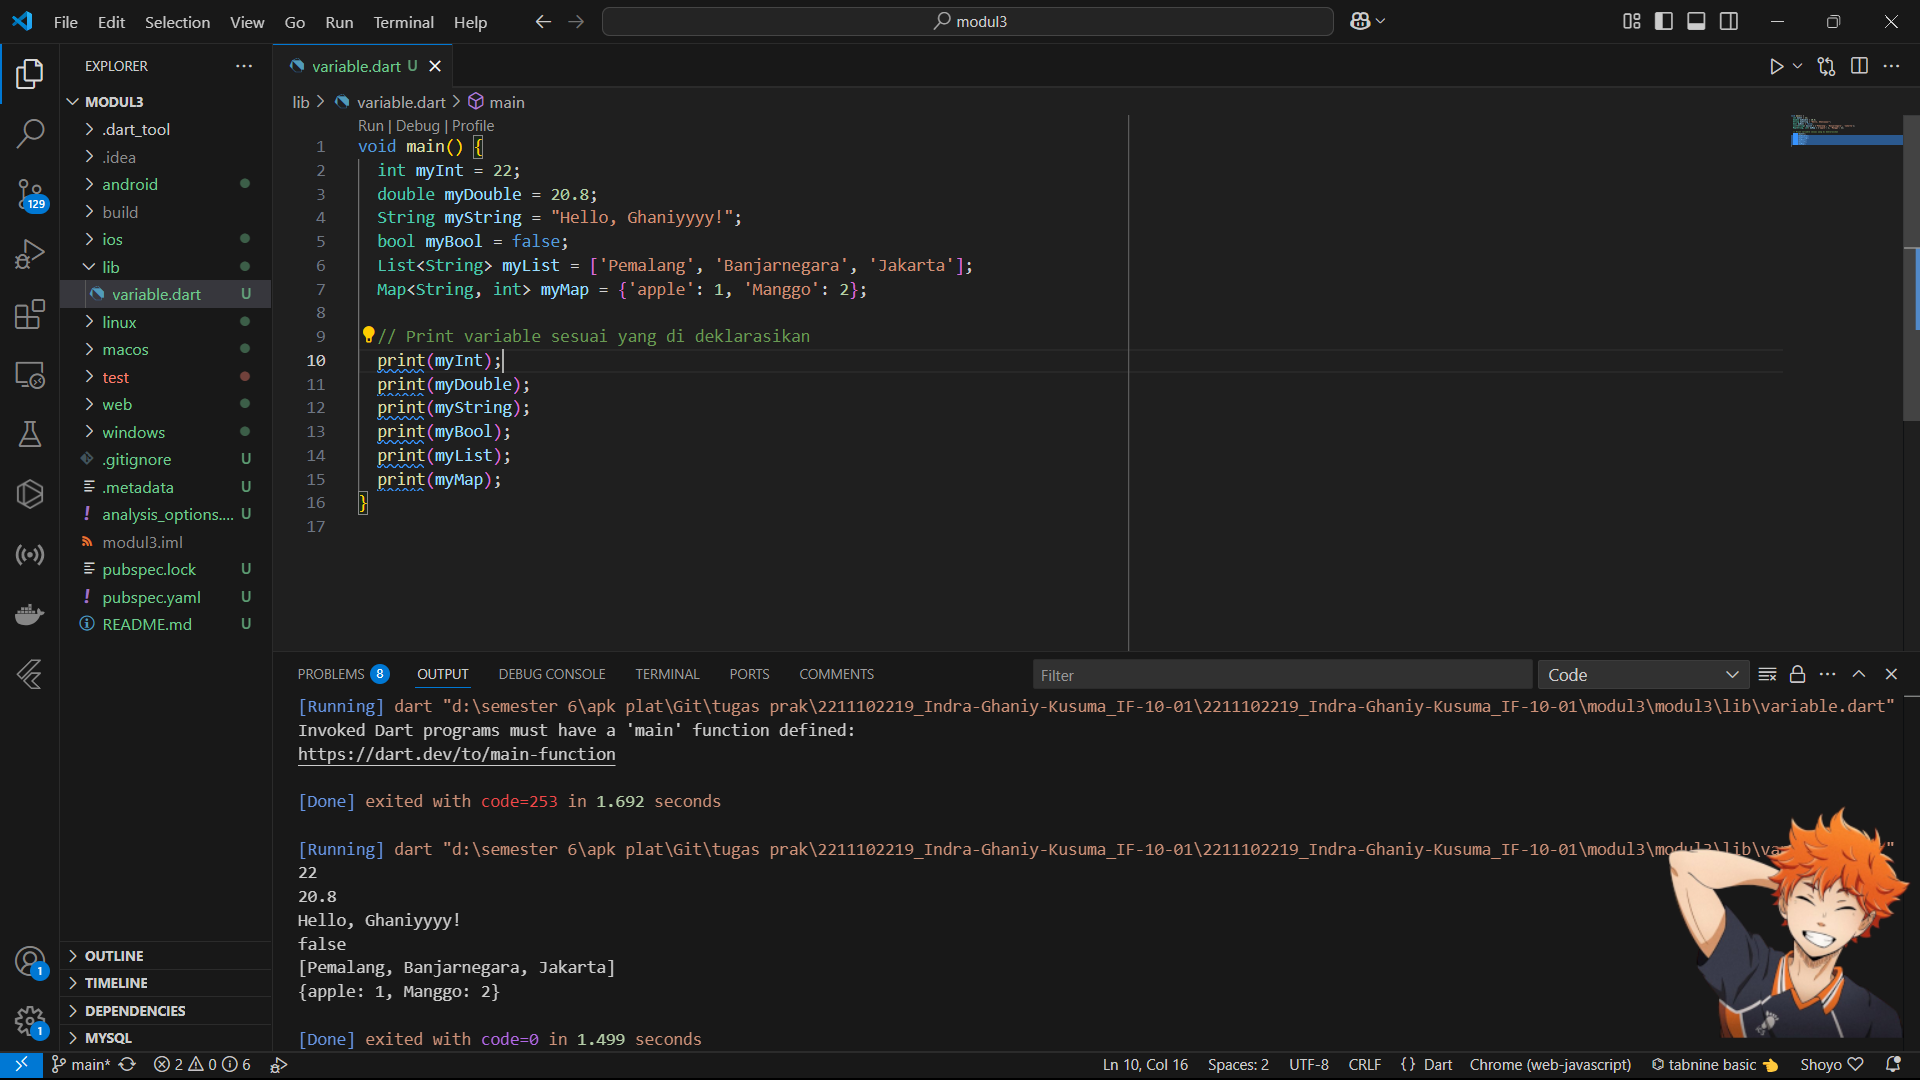 File Edit Selection View Go Run Terminal Help
modul3
EXPLORER
MODUL3
.dart_tool
.idea
android
build
ios
lib
variable.dart U
linux
macos
test
web
windows
.gitignore U
.metadata U
analysis_options.... U
modul3.iml
pubspec.lock U
pubspec.yaml U
README.md U
OUTLINE
TIMELINE
DEPENDENCIES
MYSQL
129
1
1
variable.dart U
lib > variable.dart > main
Run | Debug | Profile
1 void main() {
2 int myInt = 22;
3 double myDouble = 20.8;
4 String myString = "Hello, Ghaniyyyy!";
5 bool myBool = false;
6 List<String> myList = ['Pemalang', 'Banjarnegara', 'Jakarta'];
7 Map<String, int> myMap = {'apple': 1, 'Manggo': 2};
8
9 // Print variable sesuai yang di deklarasikan
10 print(myInt);
11 print(myDouble);
12 print(myString);
13 print(myBool);
14 print(myList);
15 print(myMap);
16 }
17
PROBLEMS 8 OUTPUT DEBUG CONSOLE TERMINAL PORTS COMMENTS Filter Code
[Running] dart "d:\semester 6\apk plat\Git\tugas prak\2211102219_Indra-Ghaniy-Kusuma_IF-10-01\2211102219_Indra-Ghaniy-Kusuma_IF-10-01\modul3\modul3\lib\variable.dart"
Invoked Dart programs must have a 'main' function defined:
https://dart.dev/to/main-function
[Done] exited with code=253 in 1.692 seconds
[Running] dart "d:\semester 6\apk plat\Git\tugas prak\2211102219_Indra-Ghaniy-Kusuma_IF-10-01\2211102219_Indra-Ghaniy-Kusuma_IF-10-01\modul3\modul3\lib\va
22
20.8
Hello, Ghaniyyyy!
false
[Pemalang, Banjarnegara, Jakarta]
{apple: 1, Manggo: 2}
[Done] exited with code=0 in 1.499 seconds
main* 2 0 6 Ln 10, Col 16 Spaces: 2 UTF-8 CRLF {} Dart Chrome (web-javascript) tabnine basic Shoyo